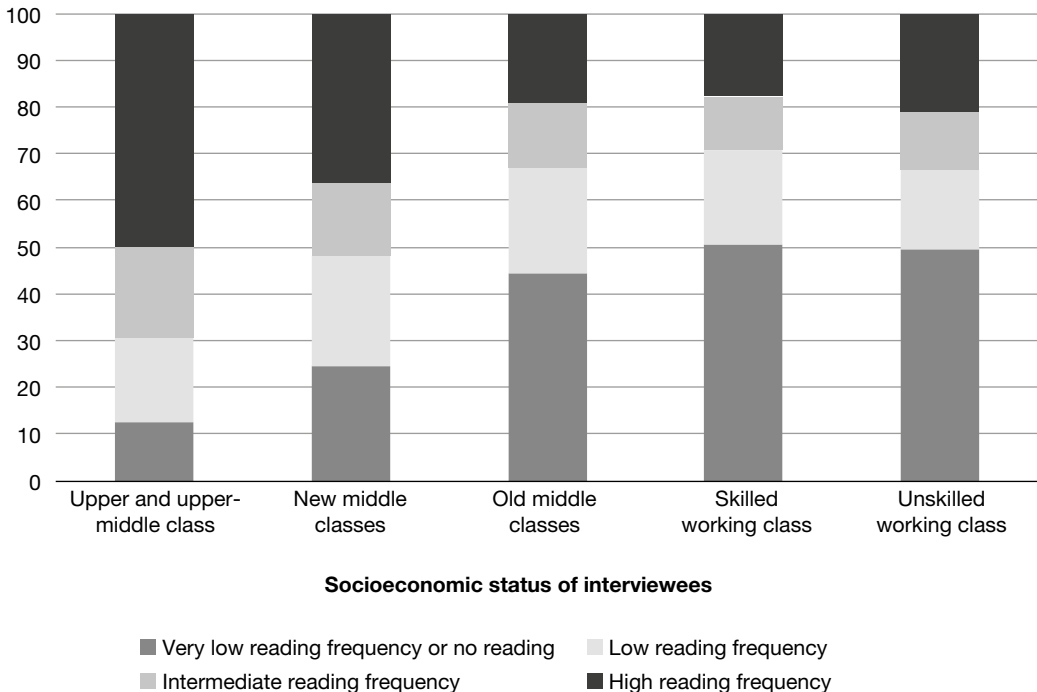 100
90
80
70
60
50
40
30
20
10
0
Upper and upper-
middle class
New middle
classes
Old middle
classes
Skilled
working class
Unskilled
working class
Socioeconomic status of interviewees
Very low reading frequency or no reading
Low reading frequency
Intermediate reading frequency
High reading frequency